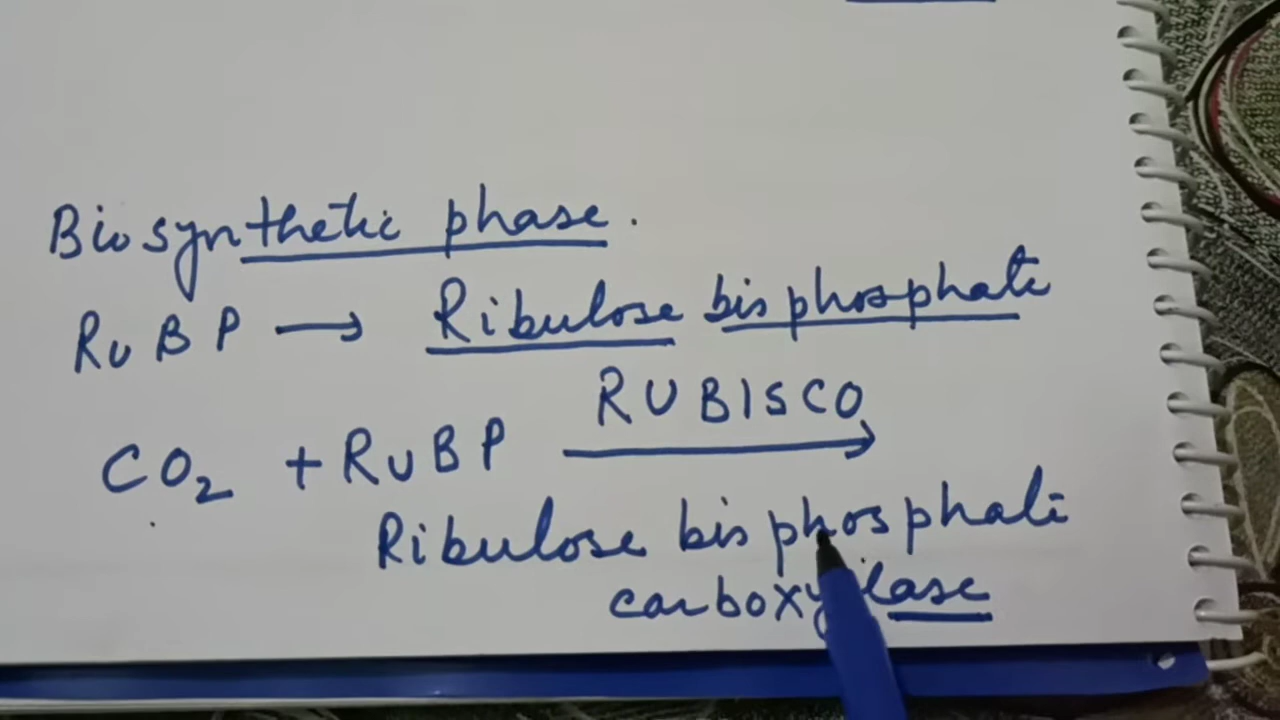 Biosynthetic phase.
RuBP → Ribulose bisphosphate
CO₂ + RuBP RUBISCO →
Ribulose bisphosphate
carboxylase